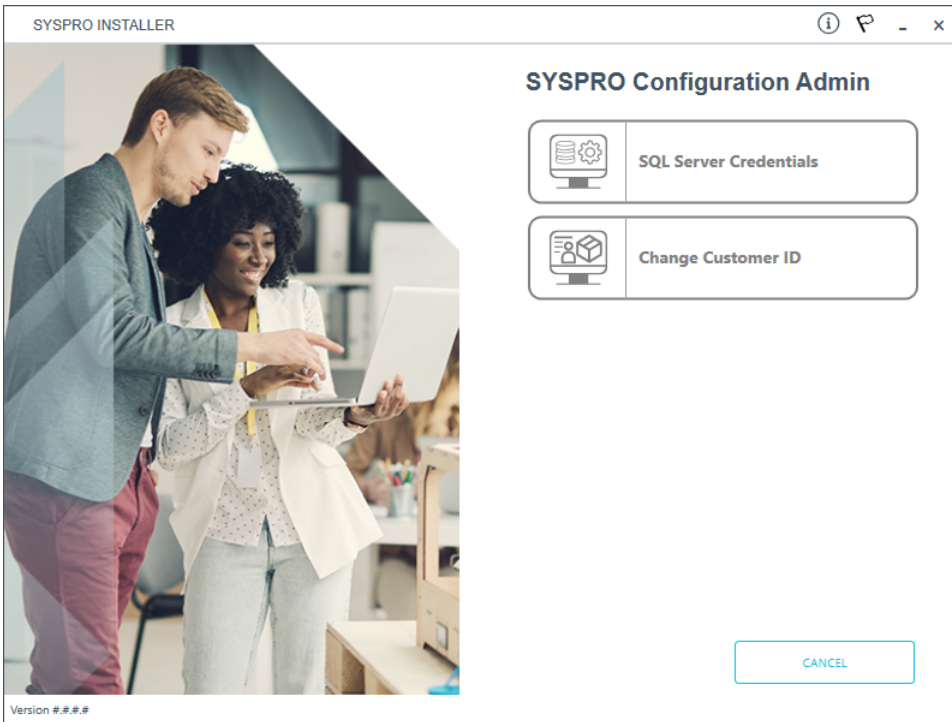 SYSPRO INSTALLER
SYSPRO Configuration Admin
SQL Server Credentials
Change Customer ID
CANCEL
Version #.#.#.#